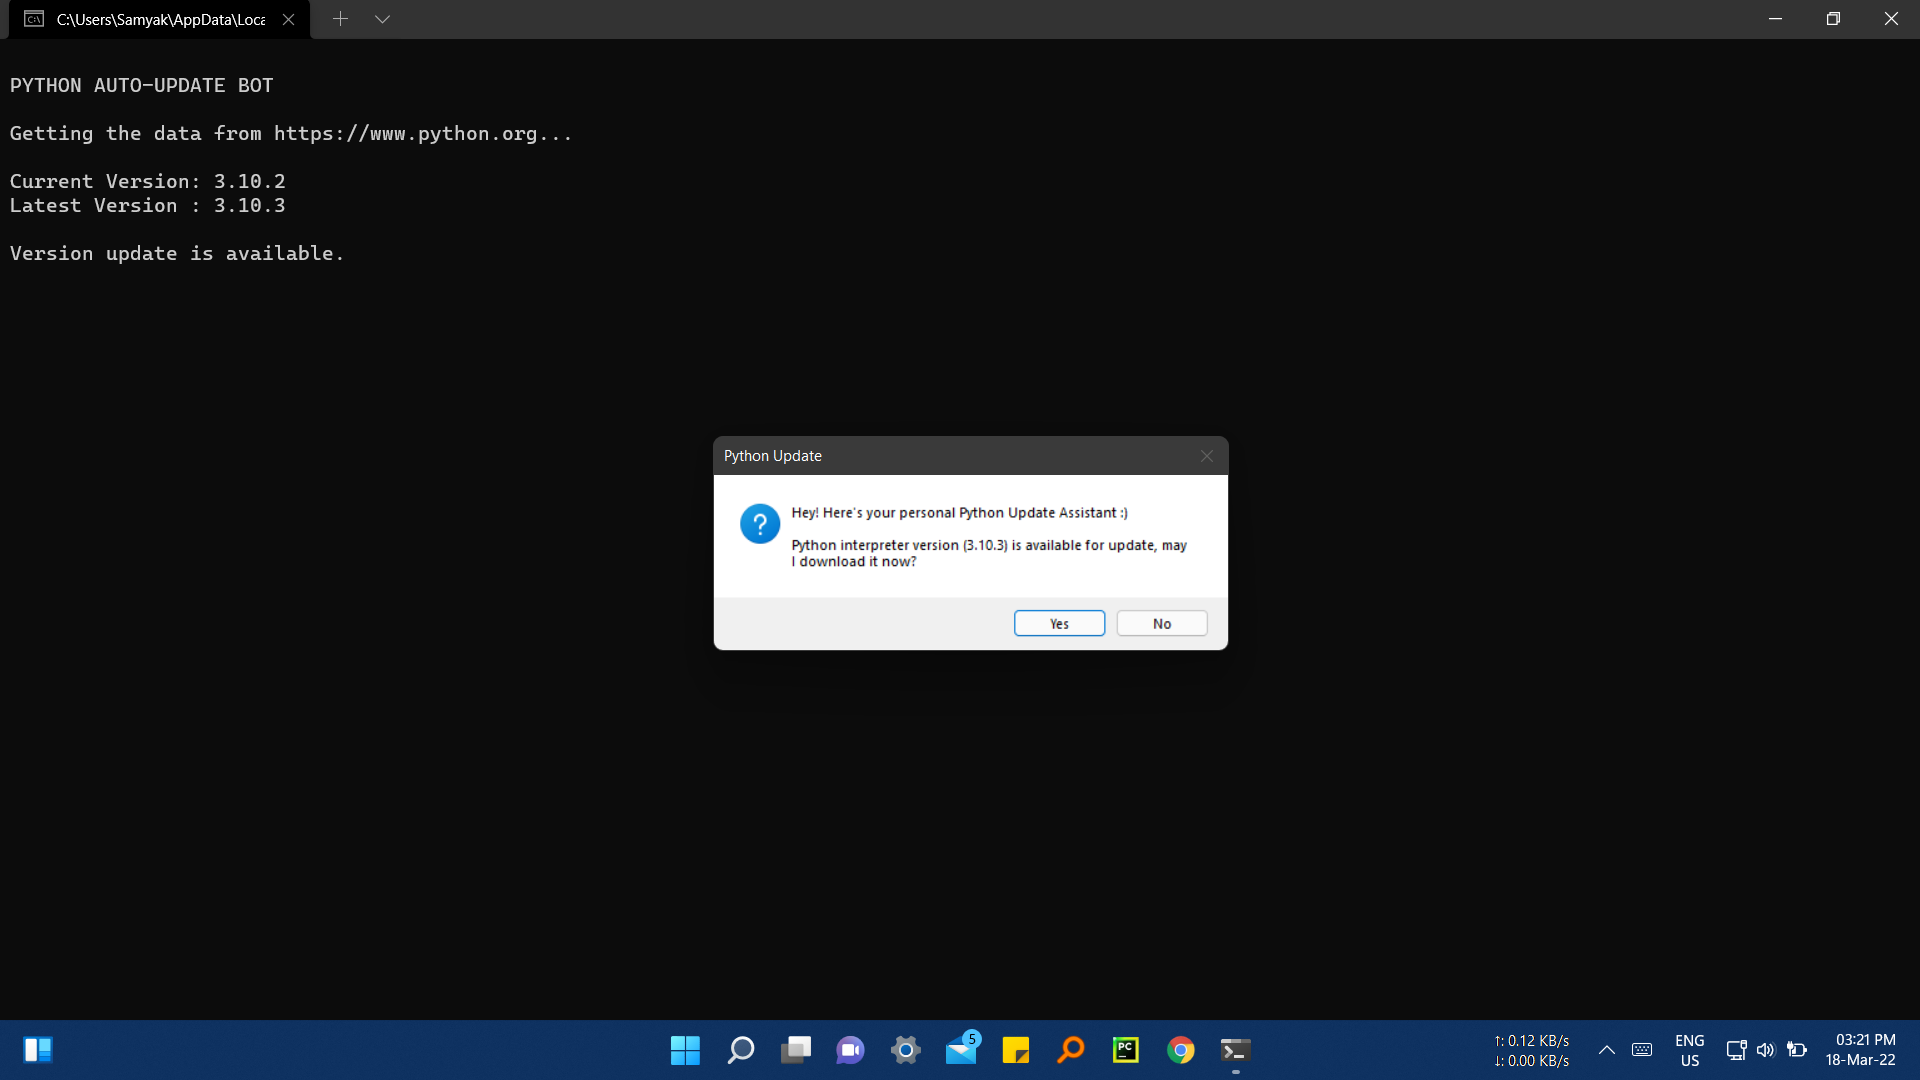 C:\Users\Samyak\AppData\Loca
PYTHON AUTO-UPDATE BOT
Getting the data from https://www.python.org...
Current Version: 3.10.2
Latest Version : 3.10.3
Version update is available.
Python Update
Hey! Here's your personal Python Update Assistant :)
Python interpreter version (3.10.3) is available for update, may
I download it now?
Yes
No
5
PC
↑: 0.12 KB/s
↓: 0.00 KB/s
ENG
US
03:21 PM
18-Mar-22